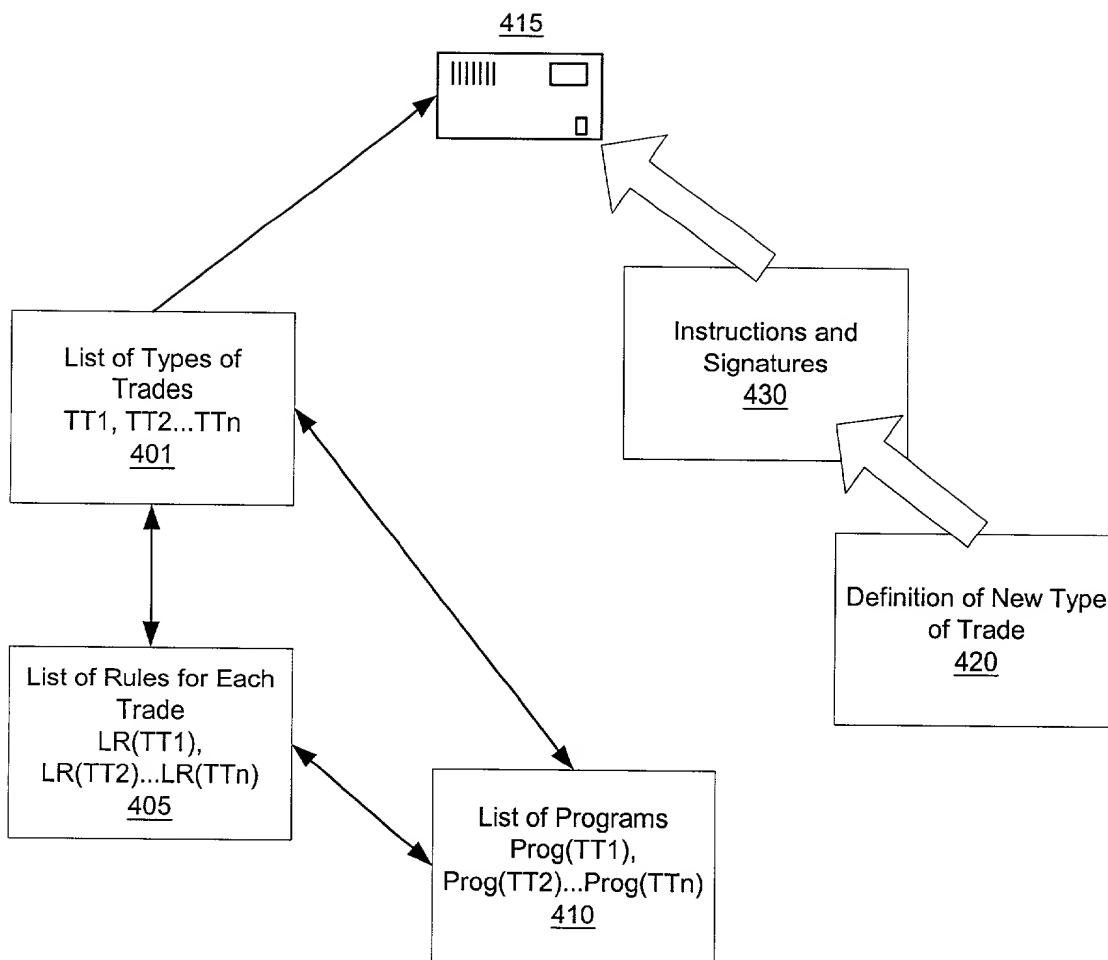 415
Instructions and
Signatures
430
List of Types of
Trades
TT1, TT2...TTn
401
Definition of New Type
of Trade
420
List of Rules for Each
Trade
LR(TT1),
LR(TT2)...LR(TTn)
405
List of Programs
Prog(TT1),
Prog(TT2)...Prog(TTn)
410